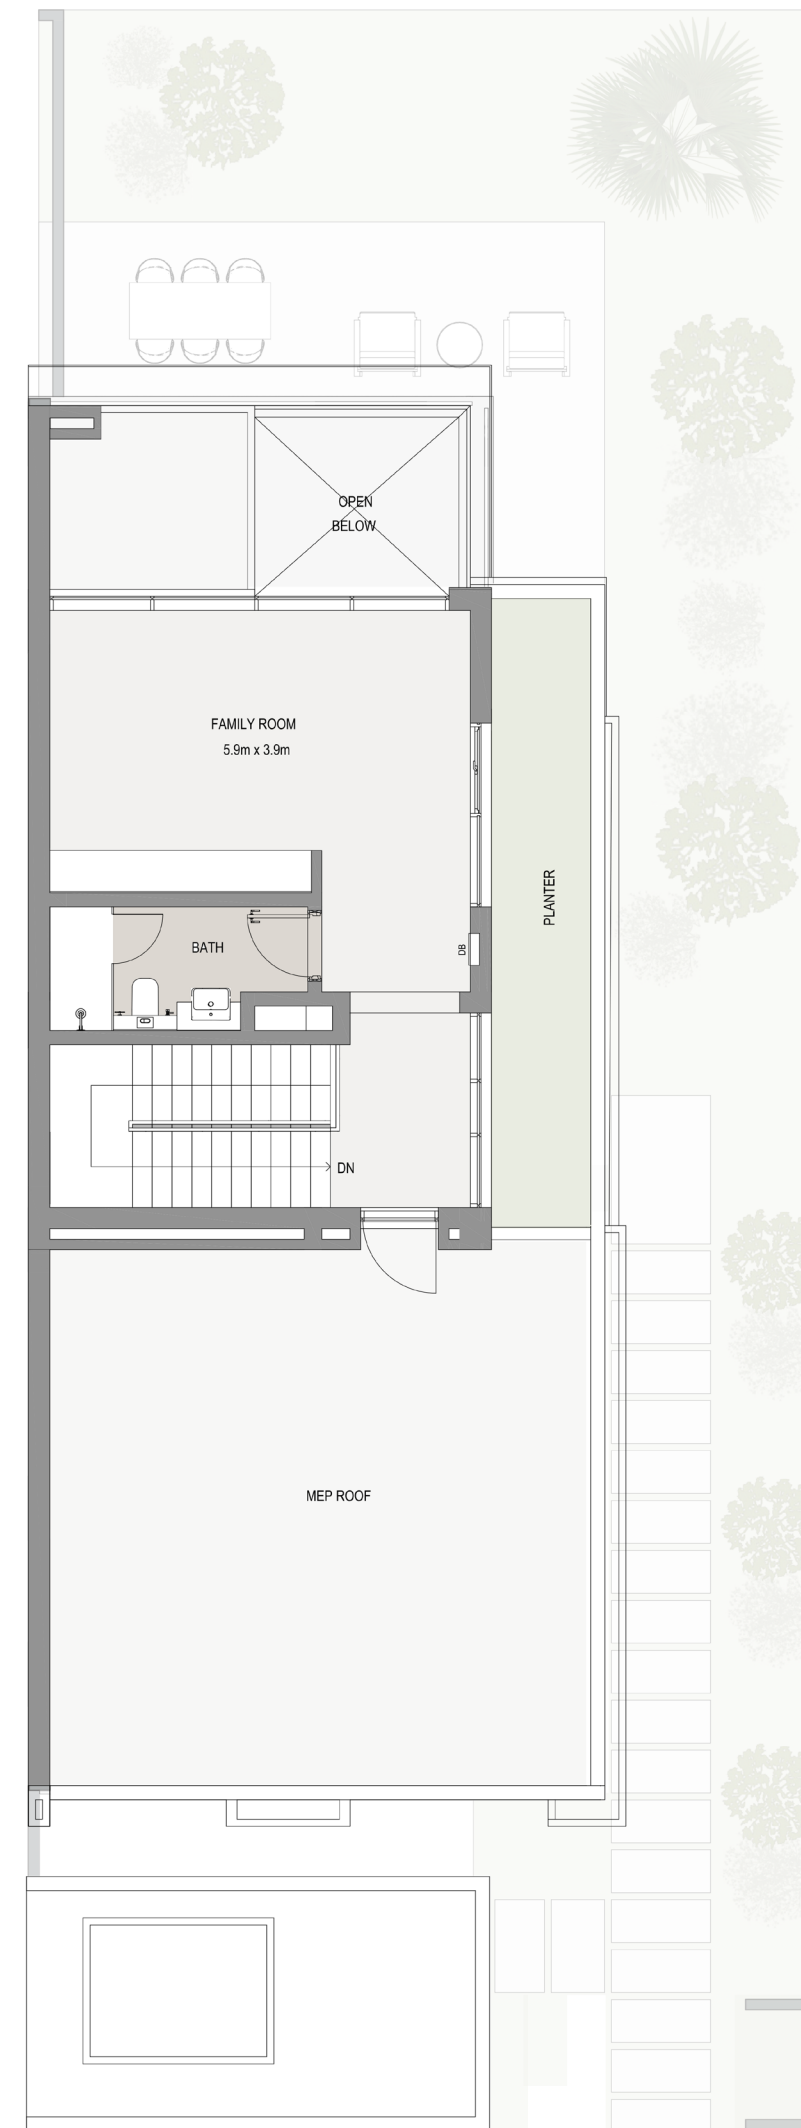 OPEN
BELOW
FAMILY ROOM
5.9m x 3.9m
PLANTER
BATH
DB
DN
MEP ROOF